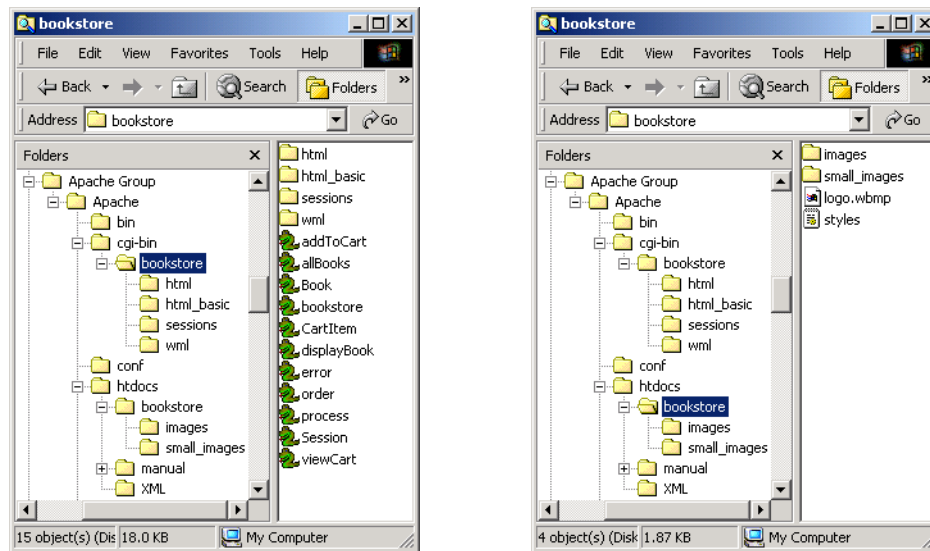 bookstore
File Edit View Favorites Tools Help
Back Search Folders »
Address bookstore Go
Folders
Apache Group
Apache
bin
cgi-bin
bookstore
html
html_basic
sessions
wml
conf
htdocs
bookstore
images
small_images
manual
XML
html
html_basic
sessions
wml
addToCart
allBooks
Book
bookstore
CartItem
displayBook
error
order
process
Session
viewCart
15 object(s) (Dis 18.0 KB My Computer
bookstore
File Edit View Favorites Tools Help
Back Search Folders »
Address bookstore Go
Folders
Apache Group
Apache
bin
cgi-bin
bookstore
html
html_basic
sessions
wml
conf
htdocs
bookstore
images
small_images
manual
XML
images
small_images
logo.wbmp
styles
4 object(s) (Disk 1.87 KB My Computer